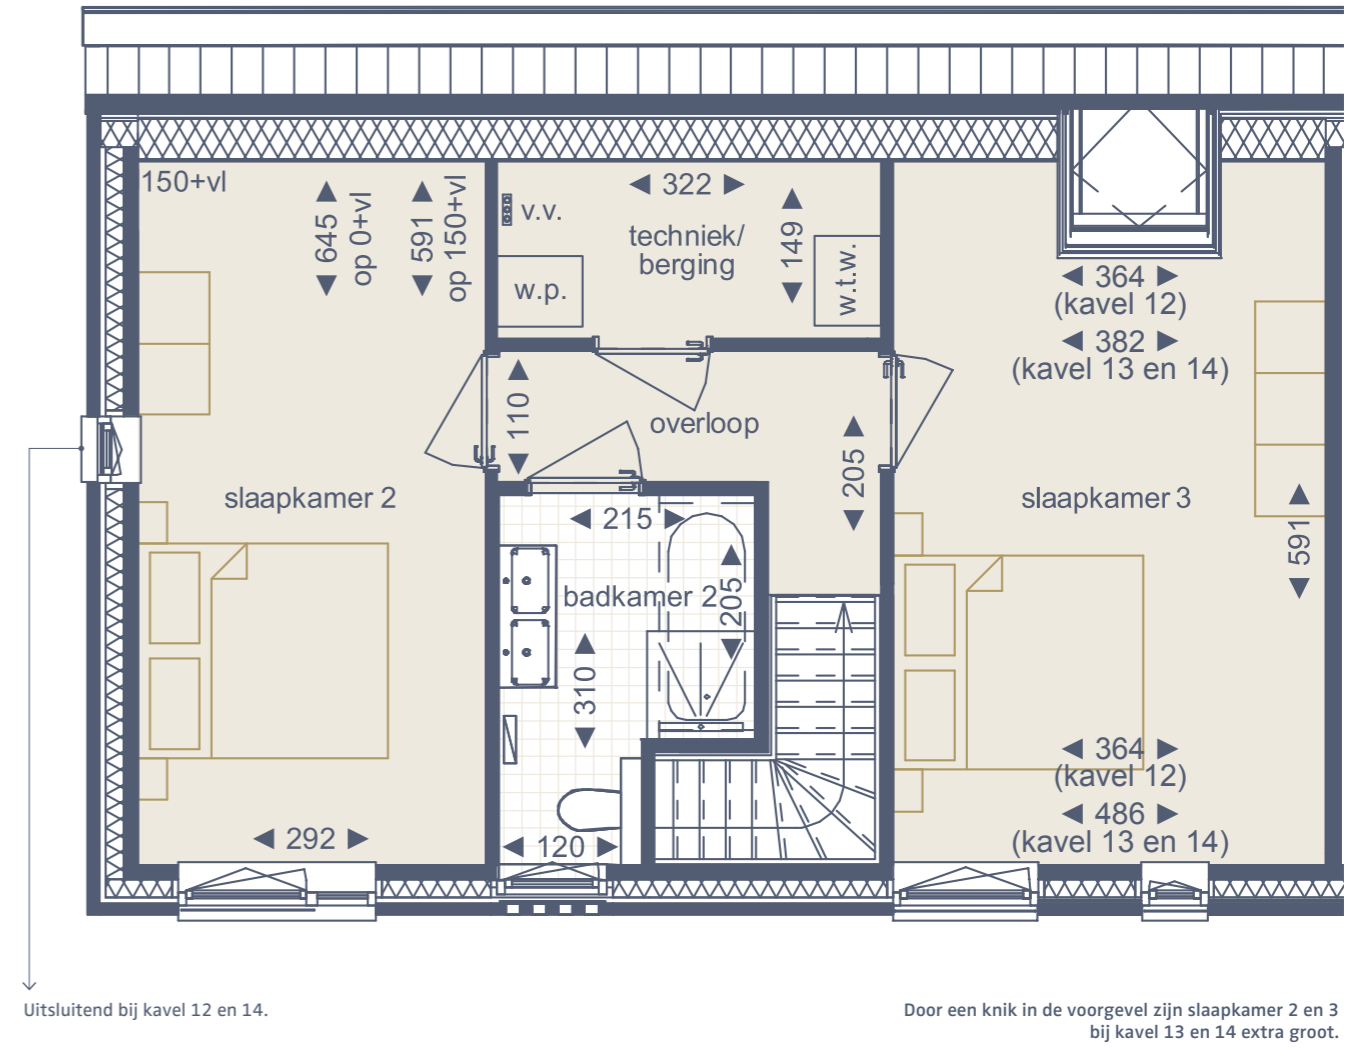 150+vl
645
op 0+vl
591
op 150+vl
322
v.v.
techniek/
berging
149
w.p.
w.t.w.
364
(kavel 12)
382
(kavel 13 en 14)
110
overloop
205
slaapkamer 2
slaapkamer 3
591
215
badkamer 2
205
310
292
120
364
(kavel 12)
486
(kavel 13 en 14)
Uitsluitend bij kavel 12 en 14.
Door een knik in de voorgevel zijn slaapkamer 2 en 3
bij kavel 13 en 14 extra groot.